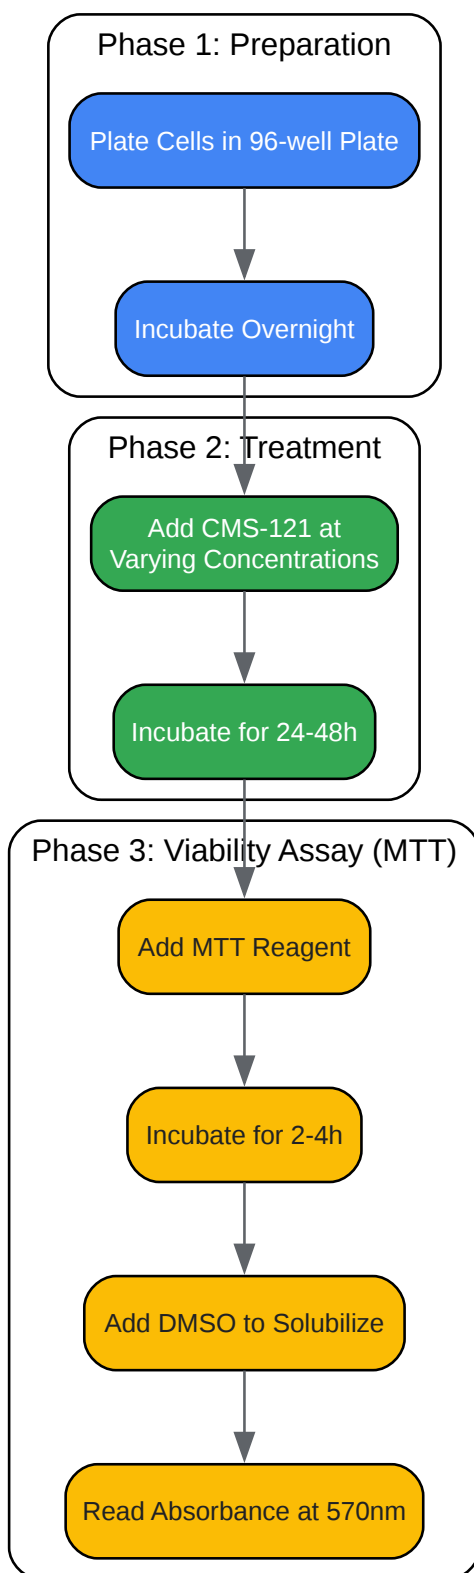 Phase 1: Preparation
Plate Cells in 96-well Plate
Incubate Overnight
Phase 2: Treatment
Add CMS-121 at
Varying Concentrations
Incubate for 24-48h
Phase 3: Viability Assay (MTT)
Add MTT Reagent
Incubate for 2-4h
Add DMSO to Solubilize
Read Absorbance at 570nm